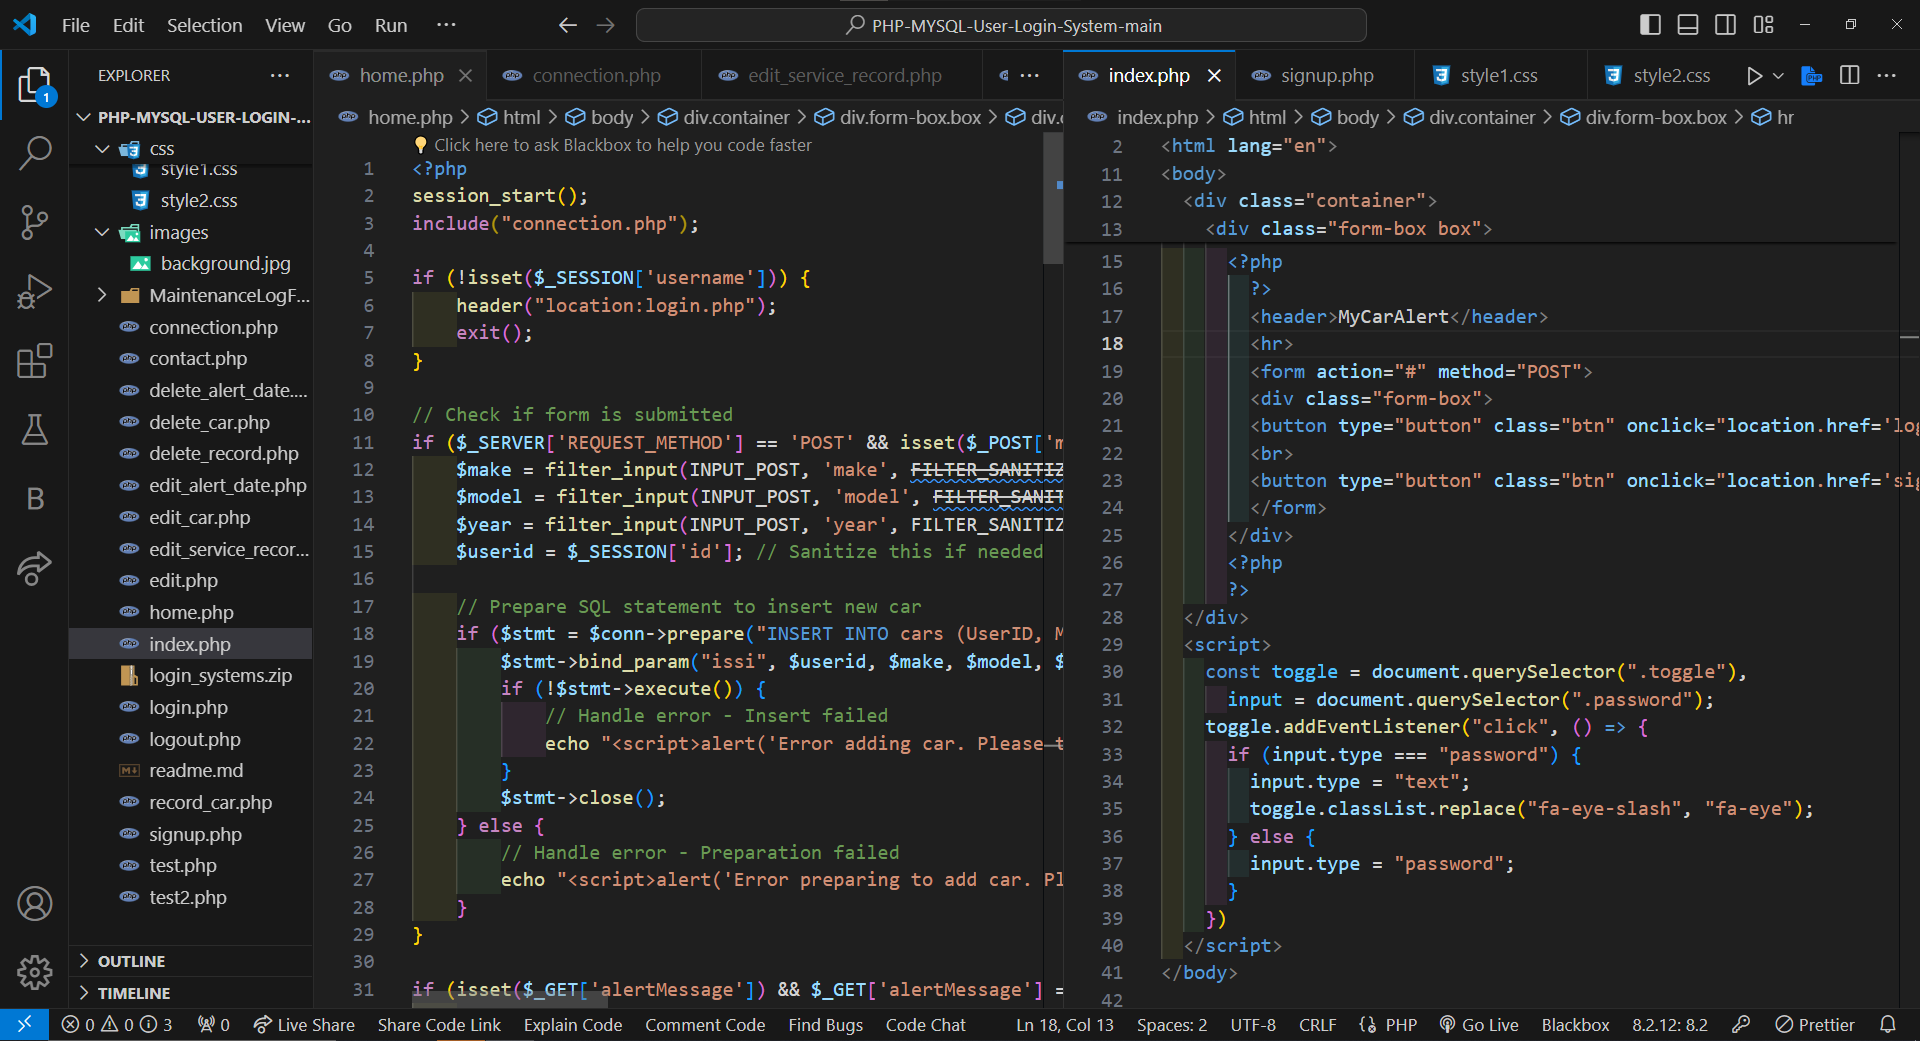 File Edit Selection View Go Run ···
PHP-MYSQL-User-Login-System-main
EXPLORER
PHP-MYSQL-USER-LOGIN-...
css
style1.css
style2.css
images
background.jpg
MaintenanceLogF...
connection.php
contact.php
delete_alert_date....
delete_car.php
delete_record.php
edit_alert_date.php
edit_car.php
edit_service_recor...
edit.php
home.php
index.php
login_systems.zip
login.php
logout.php
readme.md
record_car.php
signup.php
test.php
test2.php
OUTLINE
TIMELINE
1
B
home.php connection.php edit_service_record.php
home.php > html > body > div.container > div.form-box.box > div.c
Click here to ask Blackbox to help you code faster
1 <?php
2 session_start();
3 include("connection.php");
4
5 if (!isset($_SESSION['username'])) {
6 header("location:login.php");
7 exit();
8 }
9
10 // Check if form is submitted
11 if ($_SERVER['REQUEST_METHOD'] == 'POST' && isset($_POST['m
12 $make = filter_input(INPUT_POST, 'make', FILTER_SANITIZ
13 $model = filter_input(INPUT_POST, 'model', FILTER_SANIT
14 $year = filter_input(INPUT_POST, 'year', FILTER_SANITIZ
15 $userid = $_SESSION['id']; // Sanitize this if needed
16
17 // Prepare SQL statement to insert new car
18 if ($stmt = $conn->prepare("INSERT INTO cars (UserID, M
19 $stmt->bind_param("issi", $userid, $make, $model, $
20 if (!$stmt->execute()) {
21 // Handle error - Insert failed
22 echo "<script>alert('Error adding car. Please t
23 }
24 $stmt->close();
25 } else {
26 // Handle error - Preparation failed
27 echo "<script>alert('Error preparing to add car. Pl
28 }
29 }
30
31 if (isset($_GET['alertMessage']) && $_GET['alertMessage'] =
index.php signup.php style1.css style2.css
index.php > html > body > div.container > div.form-box.box > hr
2 <html lang="en">
11 <body>
12 <div class="container">
13 <div class="form-box box">
15 <?php
16 ?>
17 <header>MyCarAlert</header>
18 <hr>
19 <form action="#" method="POST">
20 <div class="form-box">
21 <button type="button" class="btn" onclick="location.href='log
22 <br>
23 <button type="button" class="btn" onclick="location.href='sig
24 </form>
25 </div>
26 <?php
27 ?>
28 </div>
29 <script>
30 const toggle = document.querySelector(".toggle"),
31 input = document.querySelector(".password");
32 toggle.addEventListener("click", () => {
33 if (input.type === "password") {
34 input.type = "text";
35 toggle.classList.replace("fa-eye-slash", "fa-eye");
36 } else {
37 input.type = "password";
38 }
39 })
40 </script>
41 </body>
42
0 0 3 0 Live Share Share Code Link Explain Code Comment Code Find Bugs Code Chat Ln 18, Col 13 Spaces: 2 UTF-8 CRLF {} PHP Go Live Blackbox 8.2.12: 8.2 Prettier